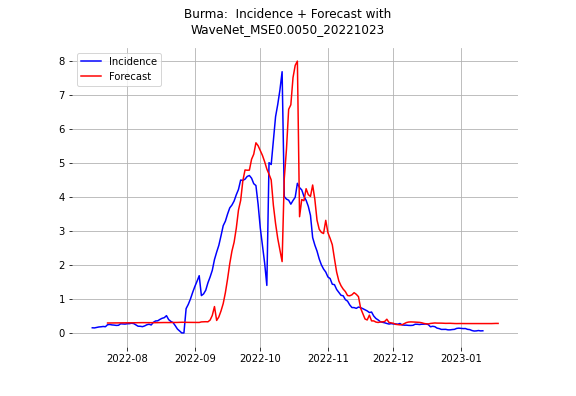 Burma:  Incidence + Forecast with
WaveNet_MSE0.0050_20221023
Incidence
Forecast
8
7
6
5
4
3
2
1
0
2022-08 2022-09 2022-10 2022-11 2022-12 2023-01